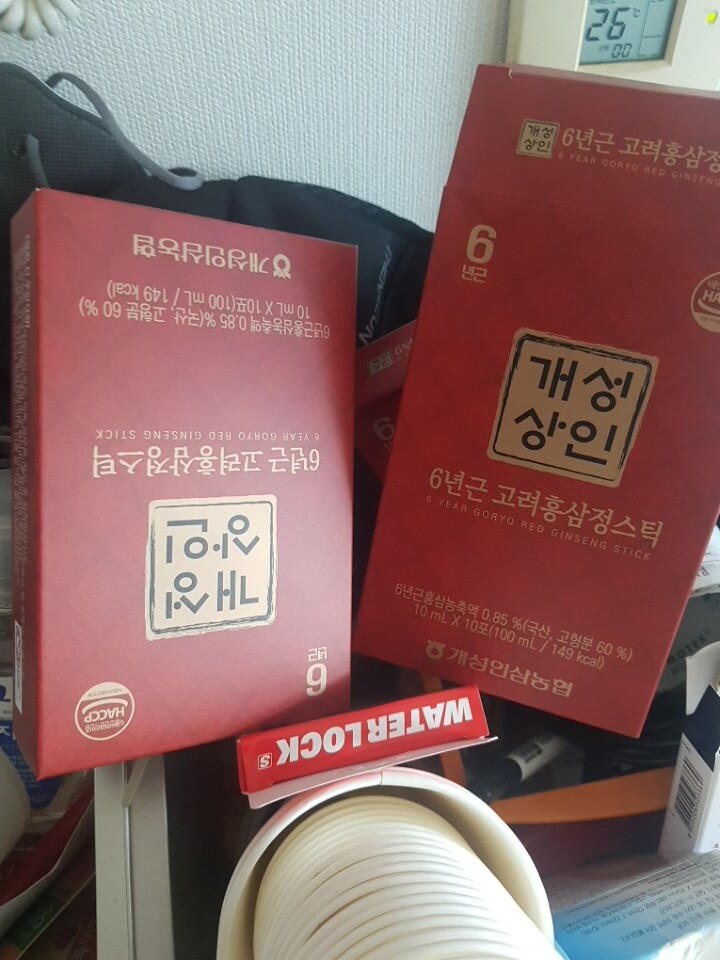 26 ℃
00
개성
상인
6년근 고려홍삼정
6 YEAR GORYO RED GINSENG
6
년근
개성
상인
6년근 고려홍삼정스틱
6 YEAR GORYO RED GINSENG STICK
6년근홍삼농축액 0.85 %(국산, 고형분 60 %)
10 mL X 10포(100 mL / 149 kcal)
개성인삼농협
6
년근
HACCP
개성
상인
6년근 고려홍삼정스틱
6 YEAR GORYO RED GINSENG STICK
6년근홍삼농축액 0.85 %(국산, 고형분 60 %)
10 mL X 10포(100 mL / 149 kcal)
개성인삼농협
6
WATER LOCK
S